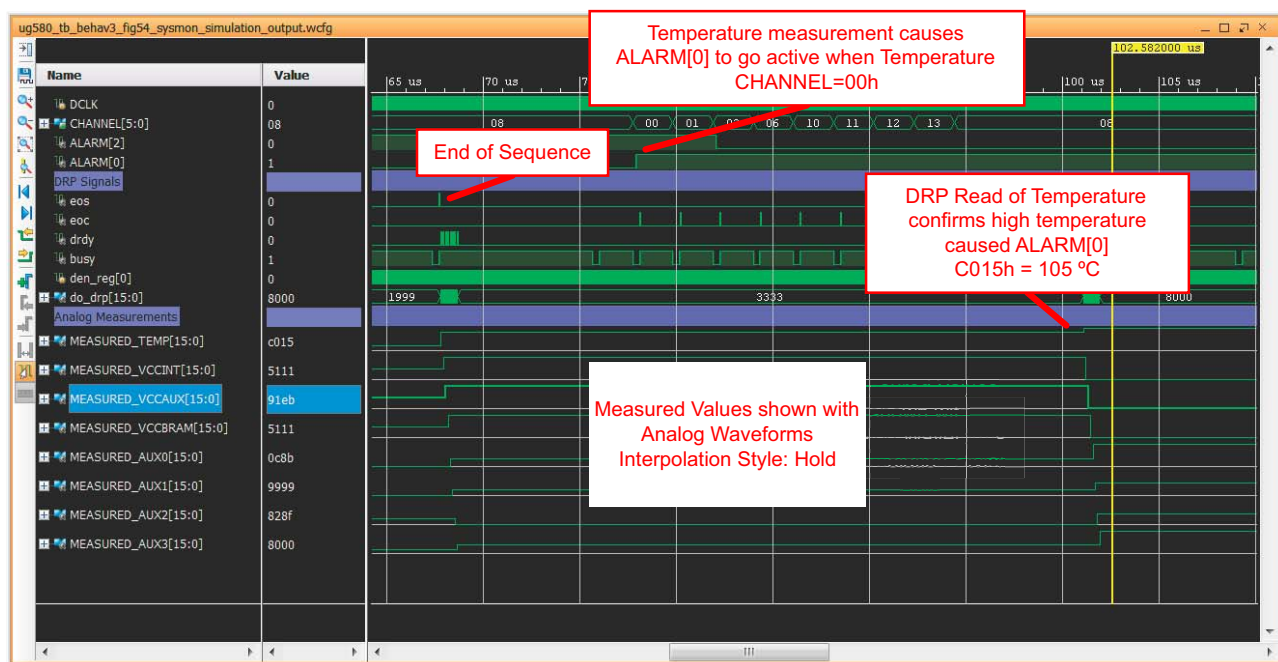 ug580_tb_behav3_fig54_sysmon_simulation_output.wcfg
Temperature measurement causes
ALARM[0] to go active when Temperature
CHANNEL=00h
102.582000 us
Name Value
65 us 70 us 100 us 105 us
DCLK 0
CHANNEL[5:0] 08 08 00 01 06 10 11 12 13 08
ALARM[2] 0
ALARM[0] 1
End of Sequence
DRP Signals
eos 0
eoc 0
drdy 0
busy 1
den_reg[0] 0
do_drp[15:0] 8000 1999 3333 8000
DRP Read of Temperature
confirms high temperature
caused ALARM[0]
C015h = 105 ºC
Analog Measurements
MEASURED_TEMP[15:0] c015
MEASURED_VCCINT[15:0] 5111
MEASURED_VCCAUX[15:0] 91eb
MEASURED_VCCBRAM[15:0] 5111
MEASURED_AUX0[15:0] 0c8b
MEASURED_AUX1[15:0] 9999
MEASURED_AUX2[15:0] 828f
MEASURED_AUX3[15:0] 8000
Measured Values shown with
Analog Waveforms
Interpolation Style: Hold